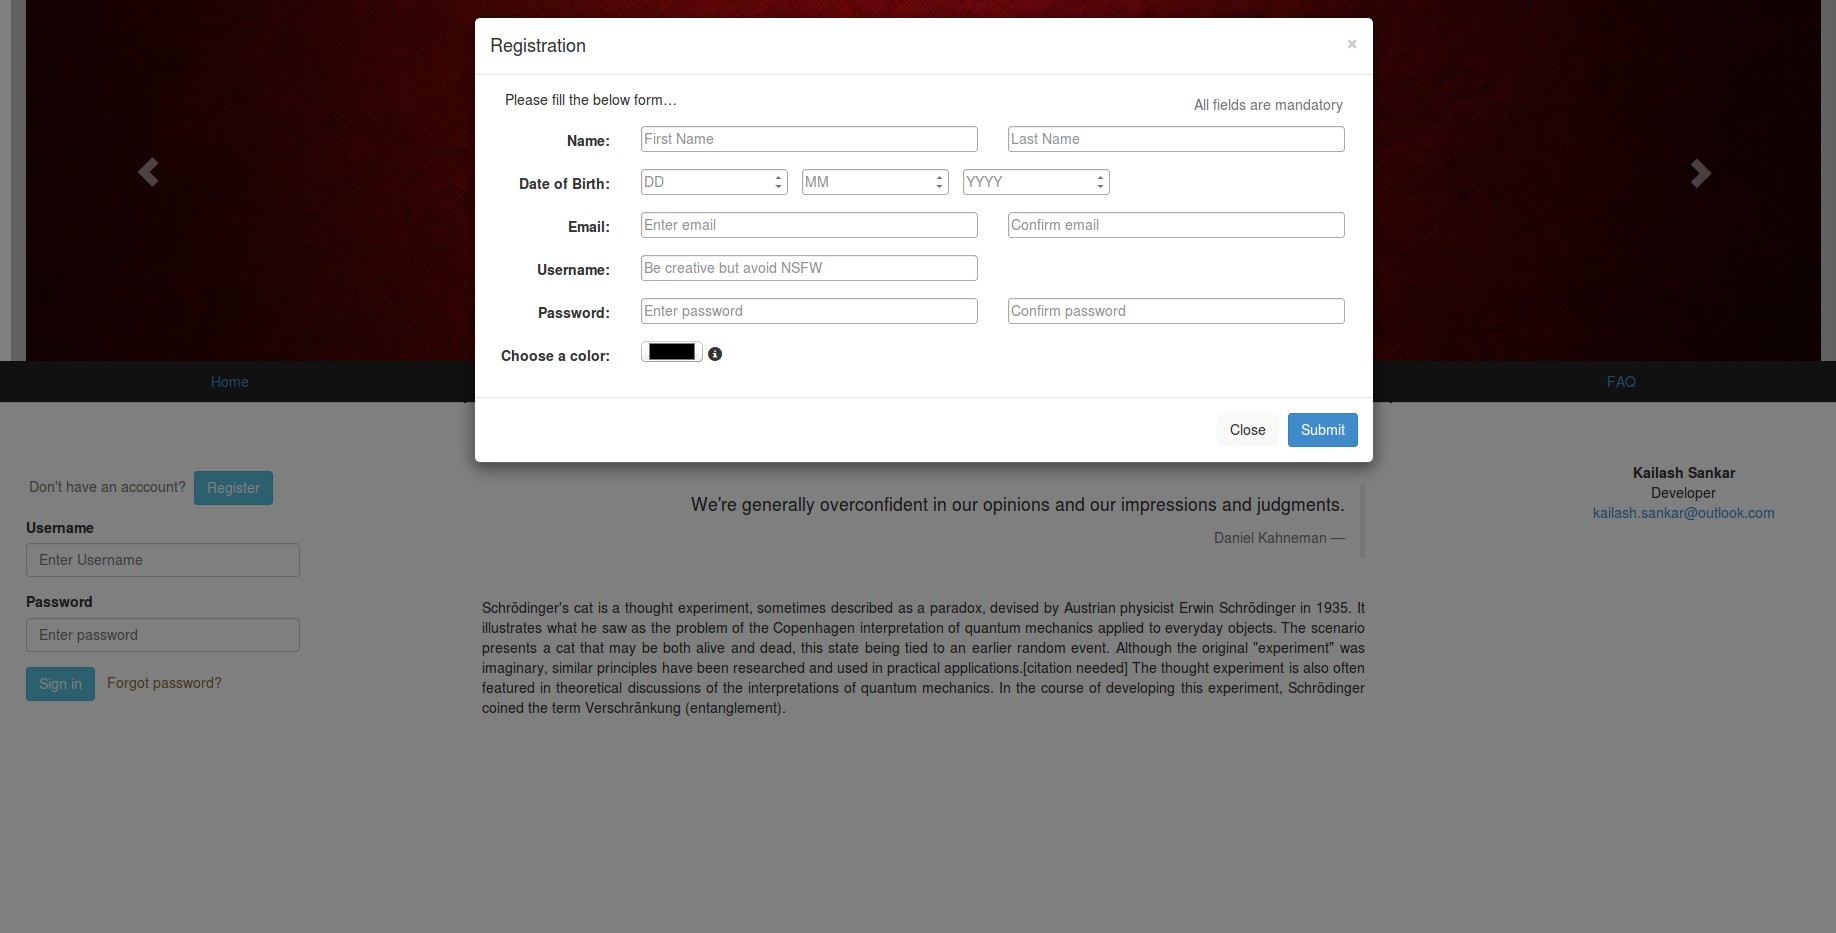 Registration ×
Please fill the below form…
All fields are mandatory
Name: First Name Last Name
Date of Birth: DD MM YYYY
Email: Enter email Confirm email
Username: Be creative but avoid NSFW
Password: Enter password Confirm password
Choose a color:
Close Submit
Home FAQ
Don't have an acccount? Register
Username
Enter Username
Password
Enter password
Sign in Forgot password?
We're generally overconfident in our opinions and our impressions and judgments.
Daniel Kahneman —
Schrödinger's cat is a thought experiment, sometimes described as a paradox, devised by Austrian physicist Erwin Schrödinger in 1935. It
illustrates what he saw as the problem of the Copenhagen interpretation of quantum mechanics applied to everyday objects. The scenario
presents a cat that may be both alive and dead, this state being tied to an earlier random event. Although the original "experiment" was
imaginary, similar principles have been researched and used in practical applications.[citation needed] The thought experiment is also often
featured in theoretical discussions of the interpretations of quantum mechanics. In the course of developing this experiment, Schrödinger
coined the term Verschränkung (entanglement).
Kailash Sankar
Developer
kailash.sankar@outlook.com